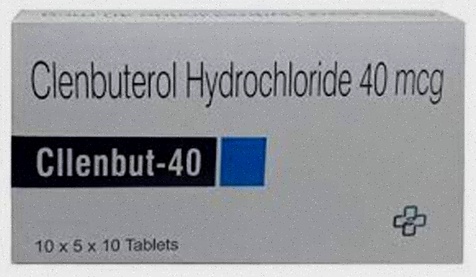 Clenbuterol Hydrochloride 40 mcg
Cllenbut-40
10 x 5 x 10 Tablets